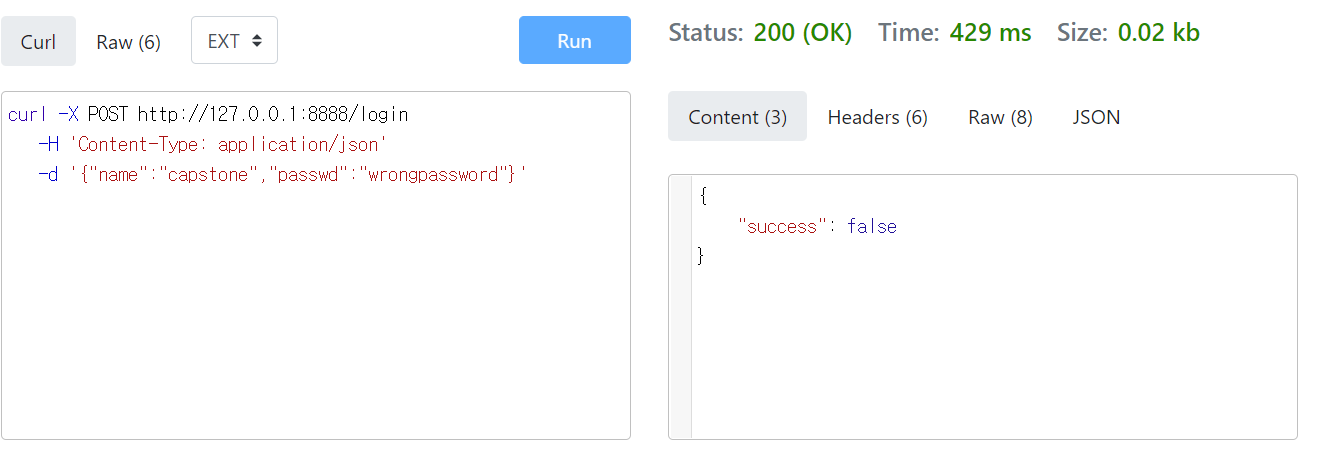 Curl Raw (6) EXT Run
curl -X POST http://127.0.0.1:8888/login
-H 'Content-Type: application/json'
-d '{"name":"capstone","passwd":"wrongpassword"}'
Status: 200 (OK) Time: 429 ms Size: 0.02 kb
Content (3) Headers (6) Raw (8) JSON
{
"success": false
}